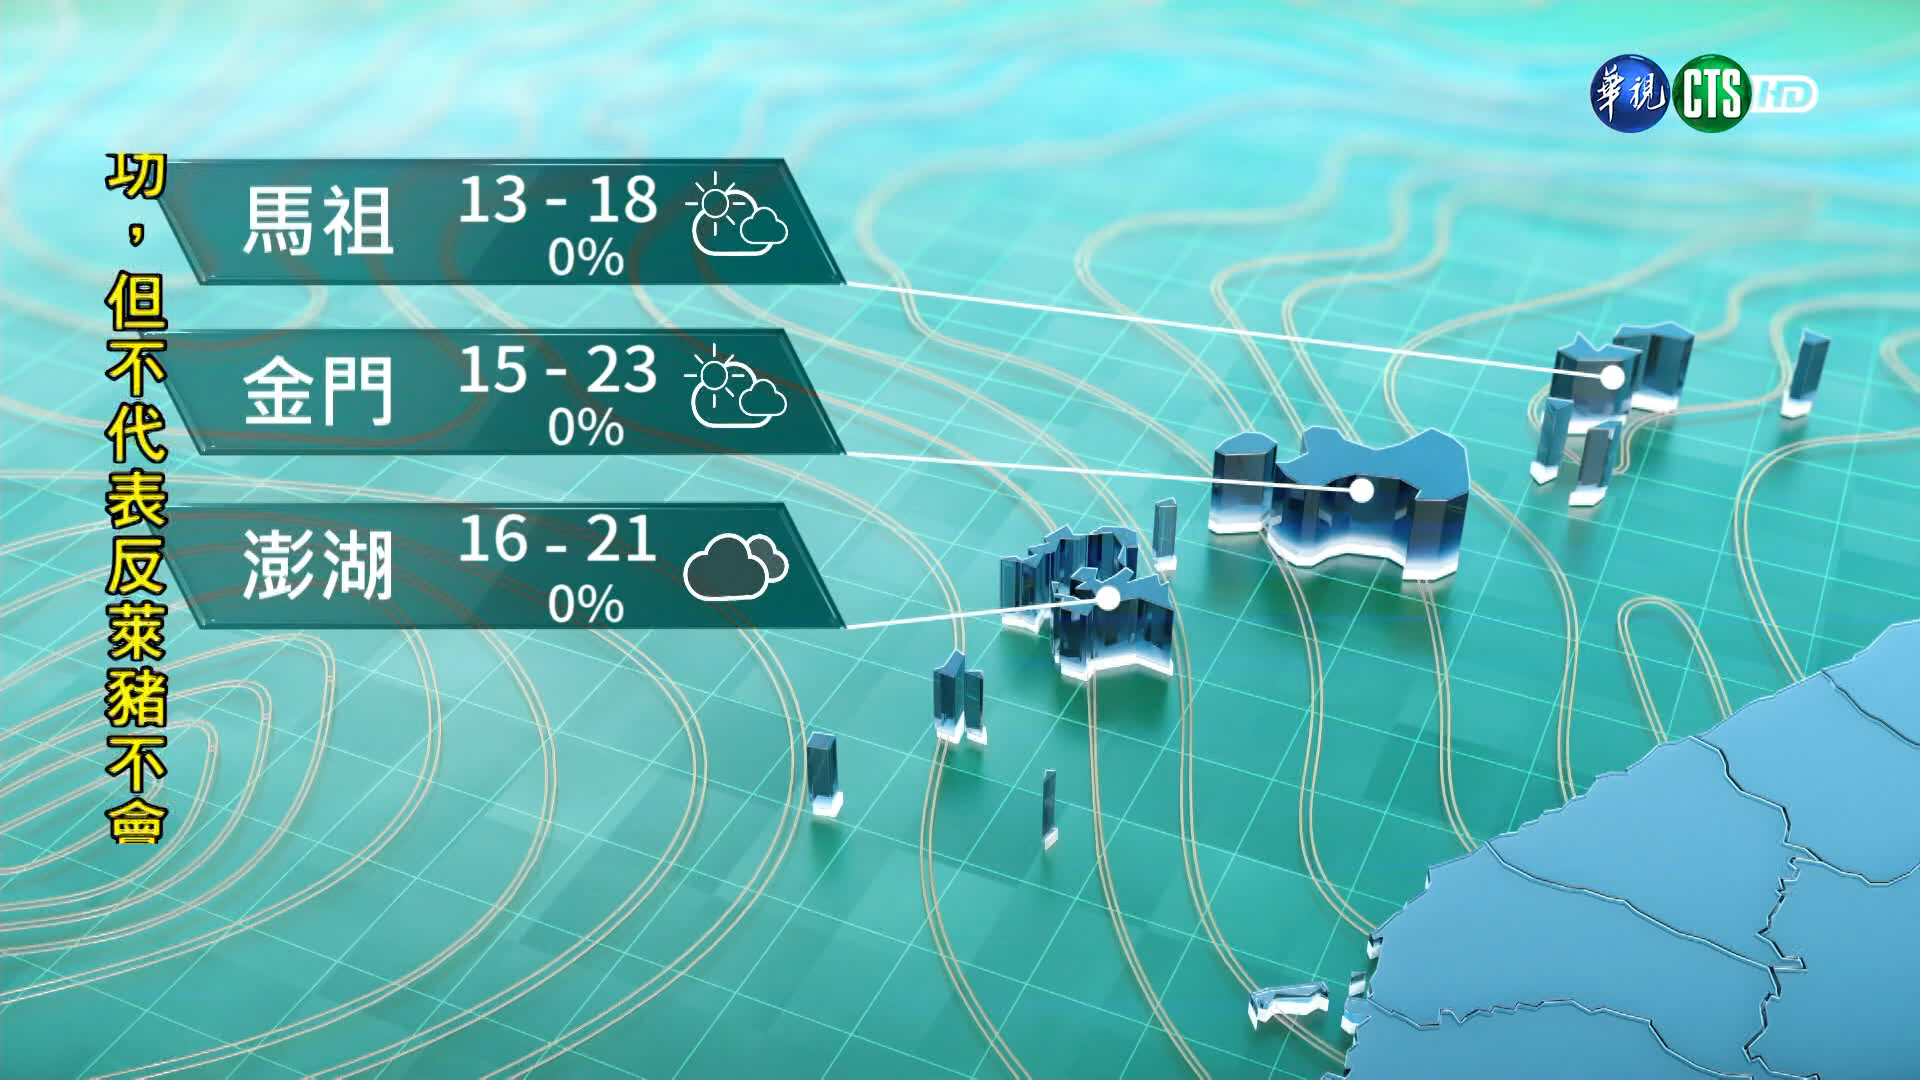 華視 CTS HD
功，但不代表反萊豬不會
馬祖 13 - 18
0%
金門 15 - 23
0%
澎湖 16 - 21
0%